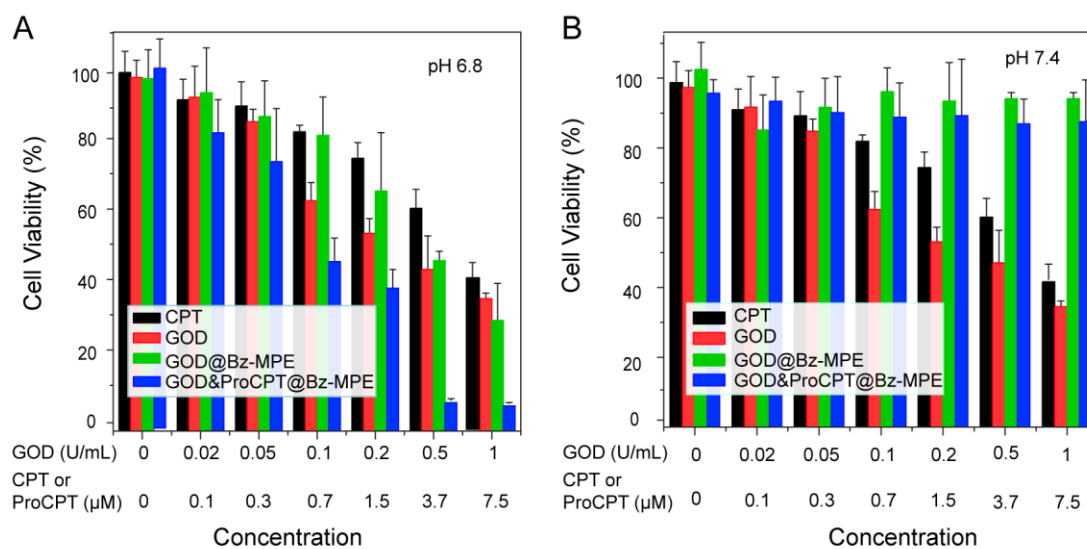 A
pH 6.8
Cell Viability (%)
100
80
60
40
20
0
CPT
GOD
GOD@Bz-MPE
GOD&ProCPT@Bz-MPE
GOD (U/mL) 0 0.02 0.05 0.1 0.2 0.5 1
CPT or
ProCPT (µM) 0 0.1 0.3 0.7 1.5 3.7 7.5
Concentration
B
pH 7.4
Cell Viability (%)
100
80
60
40
20
0
CPT
GOD
GOD@Bz-MPE
GOD&ProCPT@Bz-MPE
GOD (U/mL) 0 0.02 0.05 0.1 0.2 0.5 1
CPT or
ProCPT (µM) 0 0.1 0.3 0.7 1.5 3.7 7.5
Concentration